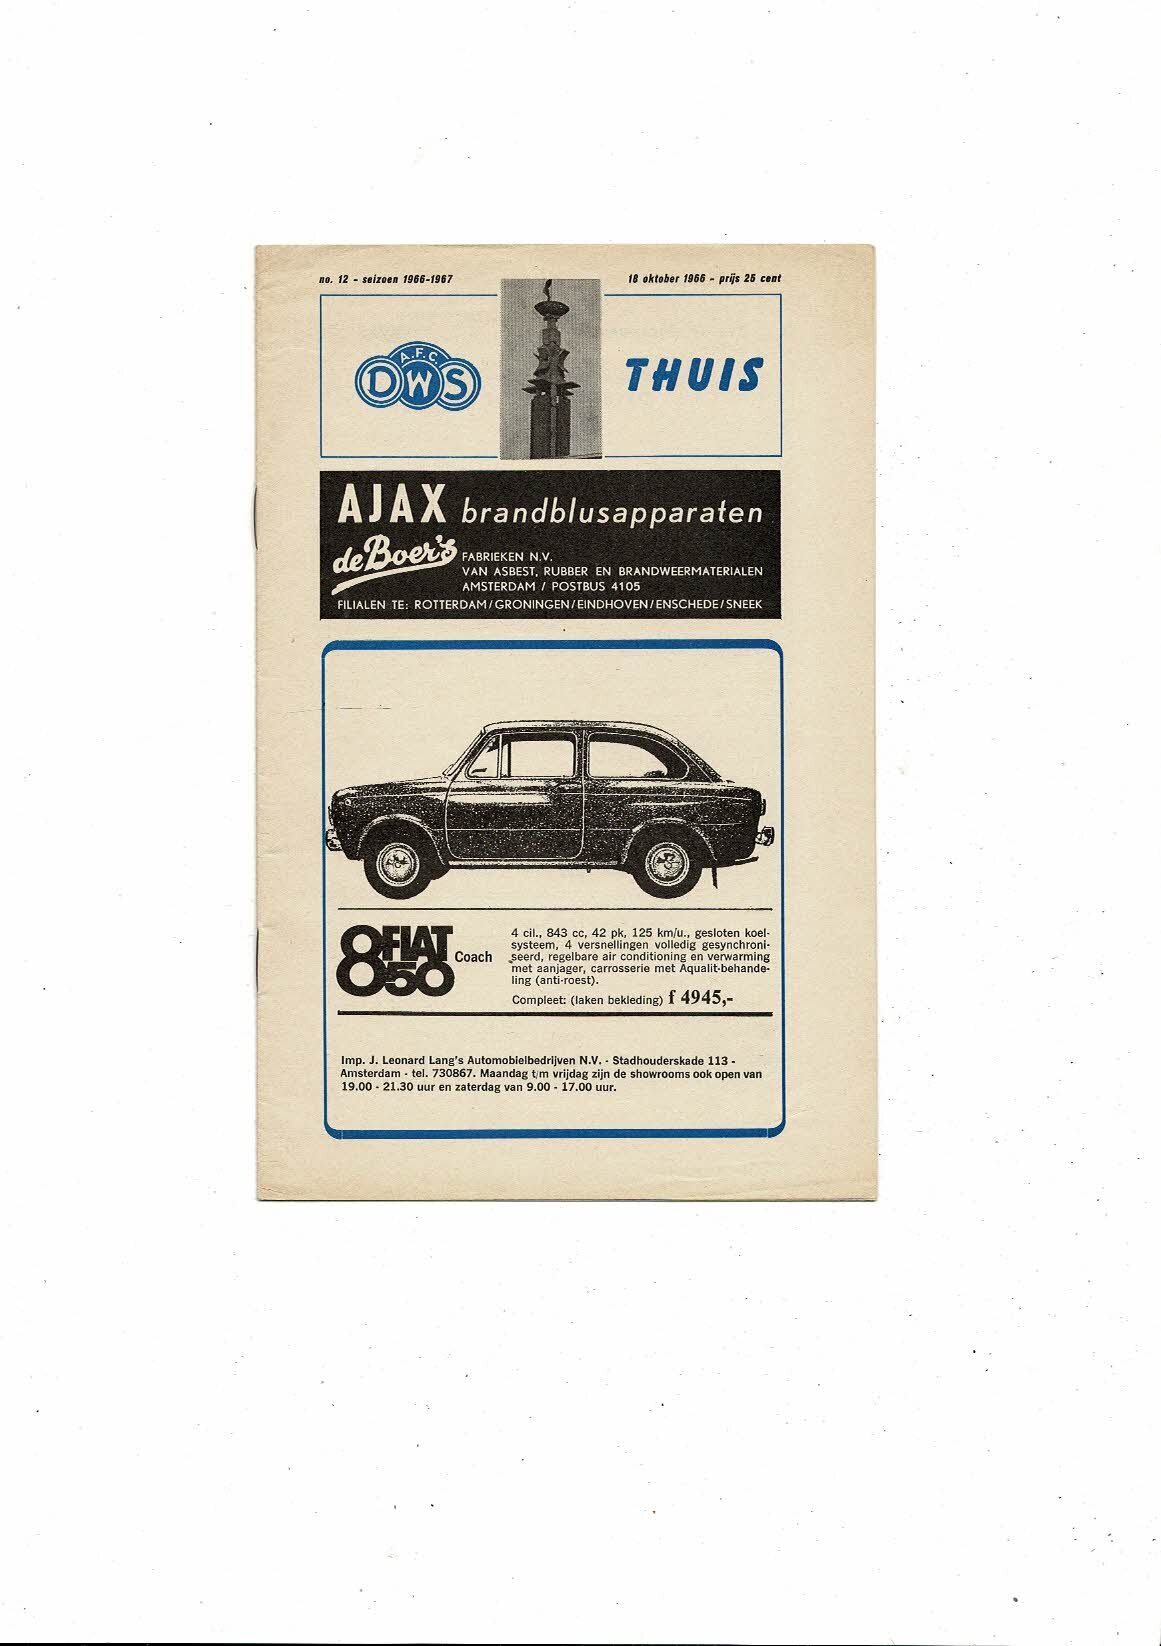 no. 12 - seizoen 1966-1967
18 oktober 1966 - prijs 25 cent
A.F.C.
DWS
THUIS
AJAX brandblusapparaten
de Boer's
FABRIEKEN N.V.
VAN ASBEST, RUBBER EN BRANDWEERMATERIALEN
AMSTERDAM / POSTBUS 4105
FILIALEN TE: ROTTERDAM/GRONINGEN/EINDHOVEN/ENSCHEDE/SNEEK
FIAT
850
Coach
4 cil., 843 cc, 42 pk, 125 km/u., gesloten koel-
systeem, 4 versnellingen volledig gesynchroni-
seerd, regelbare air conditioning en verwarming
met aanjager, carrosserie met Aqualit-behande-
ling (anti-roest).
Compleet: (laken bekleding) f 4945,-
Imp. J. Leonard Lang's Automobielbedrijven N.V. - Stadhouderskade 113 -
Amsterdam - tel. 730867. Maandag t/m vrijdag zijn de showrooms ook open van
19.00 - 21.30 uur en zaterdag van 9.00 - 17.00 uur.